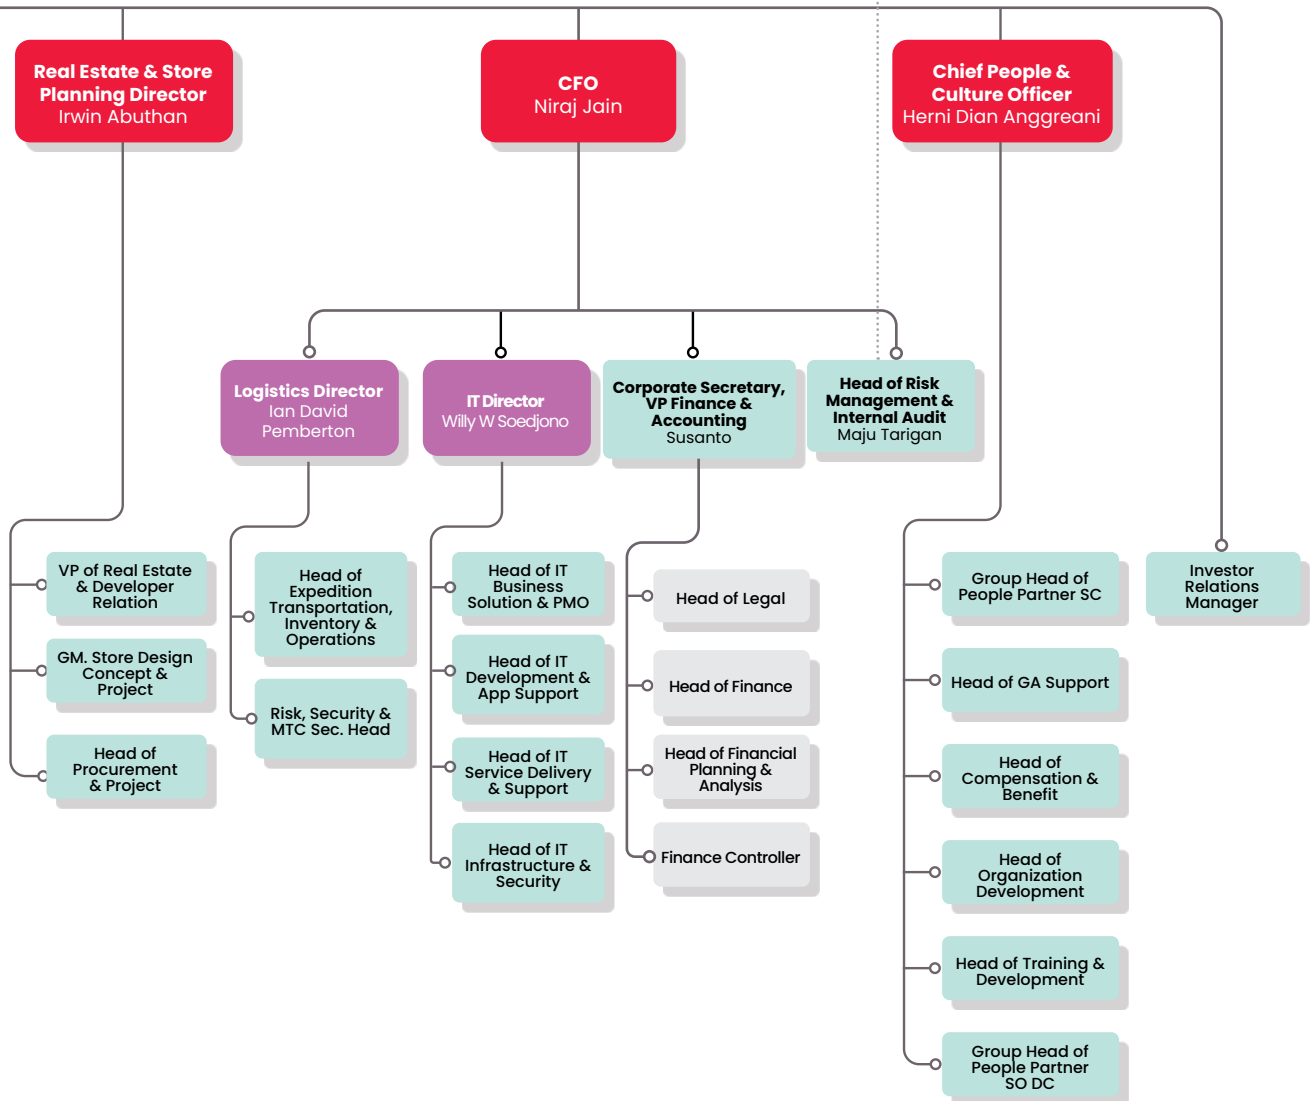 Real Estate & Store
Planning Director
Irwin Abuthan
CFO
Niraj Jain
Chief People &
Culture Officer
Herni Dian Anggreani
Logistics Director
Ian David
Pemberton
IT Director
Willy W Soedjono
Corporate Secretary,
VP Finance &
Accounting
Susanto
Head of Risk
Management &
Internal Audit
Maju Tarigan
VP of Real Estate
& Developer
Relation
GM. Store Design
Concept &
Project
Head of
Procurement
& Project
Head of
Expedition
Transportation,
Inventory &
Operations
Risk, Security &
MTC Sec. Head
Head of IT
Business
Solution & PMO
Head of IT
Development &
App Support
Head of IT
Service Delivery
& Support
Head of IT
Infrastructure &
Security
Head of Legal
Head of Finance
Head of Financial
Planning &
Analysis
Finance Controller
Group Head of
People Partner SC
Head of GA Support
Head of
Compensation &
Benefit
Head of
Organization
Development
Head of Training &
Development
Group Head of
People Partner
SO DC
Investor
Relations
Manager